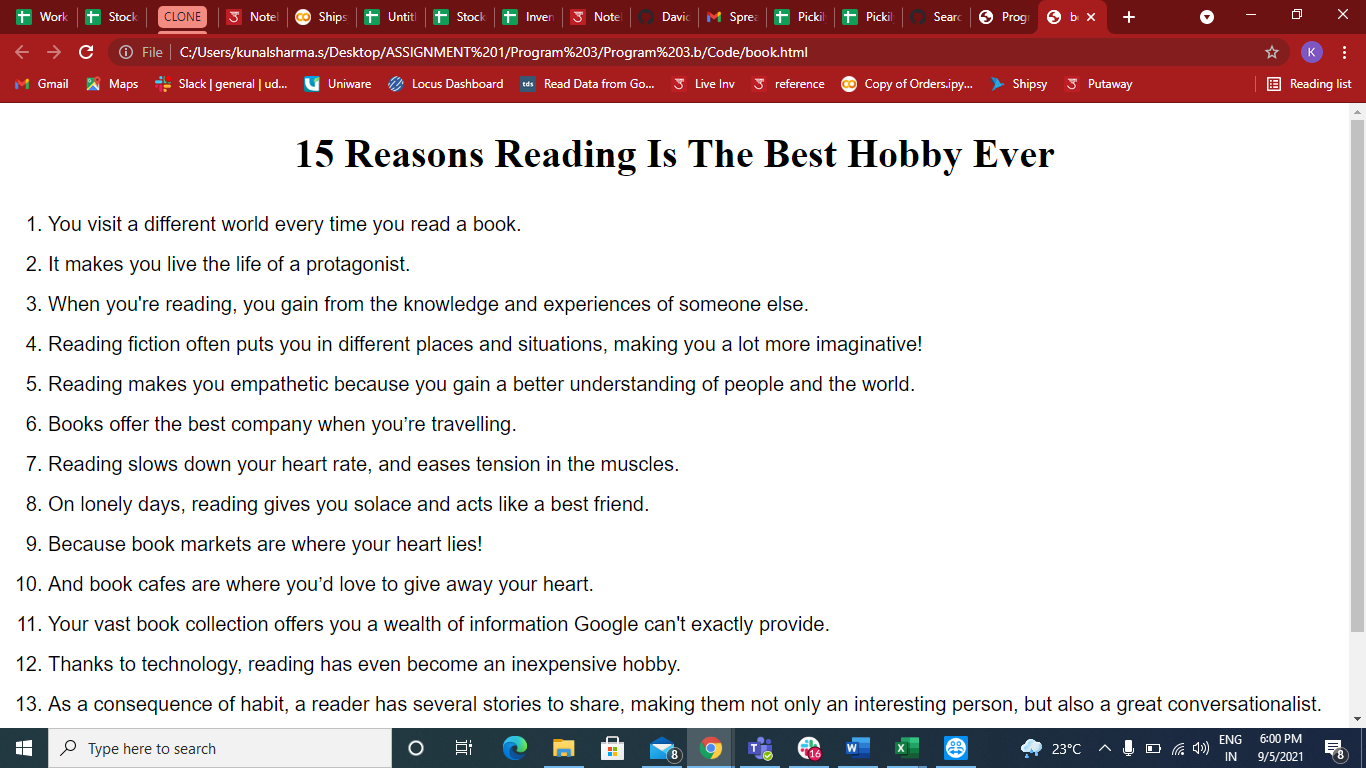 Work
Stock
CLONE
Notel
Ships
Untitl
Stock
Inven
Notel
David
Sprea
Pickil
Pickil
Searc
Progr
bo
File
C:/Users/kunalsharma.s/Desktop/ASSIGNMENT%201/Program%203/Program%203.b/Code/book.html
K
Gmail
Maps
Slack | general | ud...
Uniware
Locus Dashboard
tds
Read Data from Go...
Live Inv
reference
Copy of Orders.ipy...
Shipsy
Putaway
Reading list
15 Reasons Reading Is The Best Hobby Ever
1. You visit a different world every time you read a book.
2. It makes you live the life of a protagonist.
3. When you're reading, you gain from the knowledge and experiences of someone else.
4. Reading fiction often puts you in different places and situations, making you a lot more imaginative!
5. Reading makes you empathetic because you gain a better understanding of people and the world.
6. Books offer the best company when you’re travelling.
7. Reading slows down your heart rate, and eases tension in the muscles.
8. On lonely days, reading gives you solace and acts like a best friend.
9. Because book markets are where your heart lies!
10. And book cafes are where you’d love to give away your heart.
11. Your vast book collection offers you a wealth of information Google can't exactly provide.
12. Thanks to technology, reading has even become an inexpensive hobby.
13. As a consequence of habit, a reader has several stories to share, making them not only an interesting person, but also a great conversationalist.
Type here to search
8
16
23°C
ENG
IN
6:00 PM
9/5/2021
8